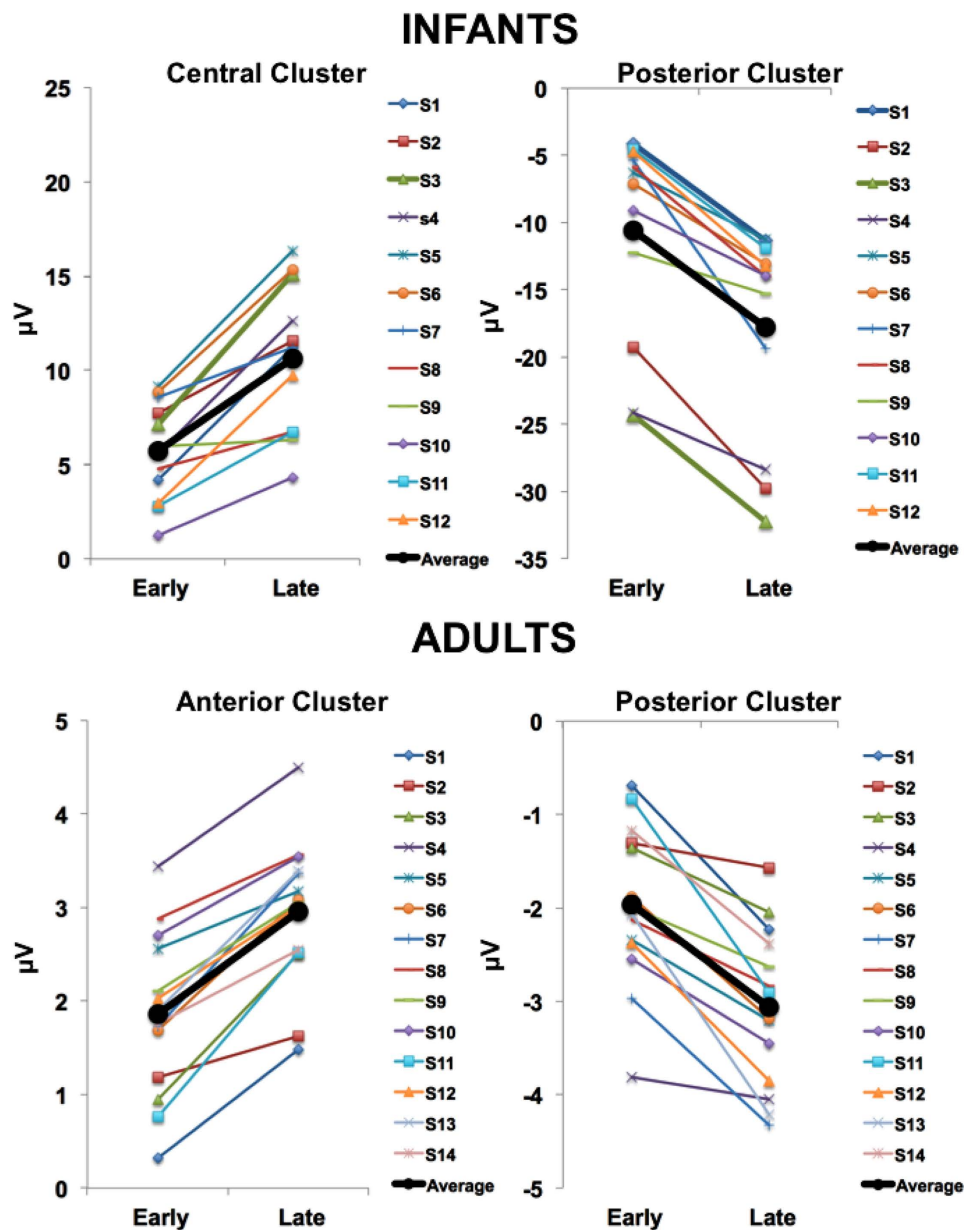 INFANTS
Central Cluster
25
20
15
10
5
0
µV
Early Late
S1
S2
S3
s4
S5
S6
S7
S8
S9
S10
S11
S12
Average
Posterior Cluster
0
-5
-10
-15
-20
-25
-30
-35
µV
Early Late
S1
S2
S3
S4
S5
S6
S7
S8
S9
S10
S11
S12
Average
ADULTS
Anterior Cluster
5
4
3
2
1
0
µV
Early Late
S1
S2
S3
S4
S5
S6
S7
S8
S9
S10
S11
S12
S13
S14
Average
Posterior Cluster
0
-1
-2
-3
-4
-5
µV
Early Late
S1
S2
S3
S4
S5
S6
S7
S8
S9
S10
S11
S12
S13
S14
Average